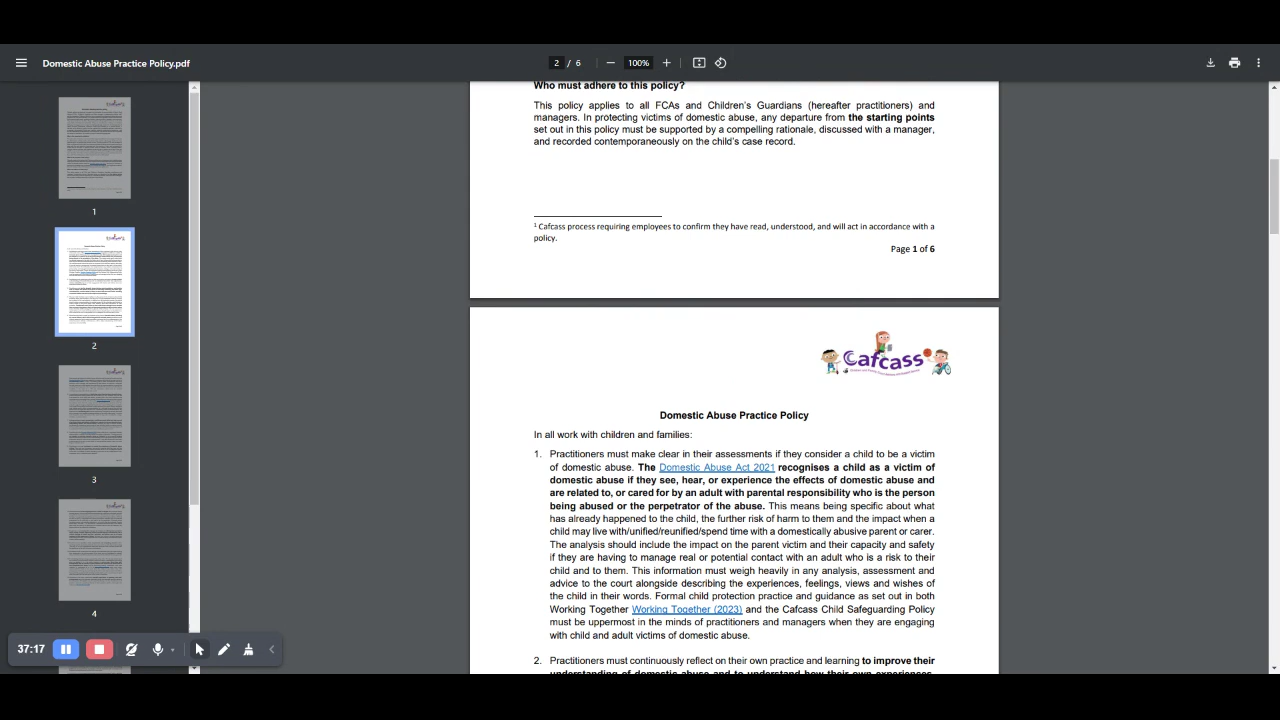 Domestic Abuse Practice Policy.pdf
2 / 6
100%
1
2
3
4
37:17
Who must adhere to this policy?
This policy applies to all FCAs and Children's Guardians (hereafter practitioners) and
managers. In protecting victims of domestic abuse, any departure from the starting points
set out in this policy must be supported by a compelling rationale, discussed with a manager,
and recorded contemporaneously on the child's case record.
1 Cafcass process requiring employees to confirm they have read, understood, and will act in accordance with a
policy.
Page 1 of 6
Cafcass
Domestic Abuse Practice Policy
In all work with children and families:
1. Practitioners must make clear in their assessments if they consider a child to be a victim
of domestic abuse. The Domestic Abuse Act 2021 recognises a child as a victim of
domestic abuse if they see, hear, or experience the effects of domestic abuse and
are related to, or cared for by an adult with parental responsibility who is the person
being abused or the perpetrator of the abuse. This means being specific about what
has already happened to the child, the further risk of harm to them and the impact when a
child may live with/unified/reunified/spend time with a domestically abusive parent or carer.
The analysis should include the impact on the parent victim and their capacity and safety
if they are having to manage real or potential contact with an adult who is a risk to their
child and to them. This information must weigh heavily in any analysis, assessment and
advice to the court alongside describing the experiences, feelings, views and wishes of
the child in their words. Formal child protection practice and guidance as set out in both
Working Together Working Together (2023) and the Cafcass Child Safeguarding Policy
must be uppermost in the minds of practitioners and managers when they are engaging
with child and adult victims of domestic abuse.
2. Practitioners must continuously reflect on their own practice and learning to improve their
understanding of domestic abuse and to understand how their own experiences,